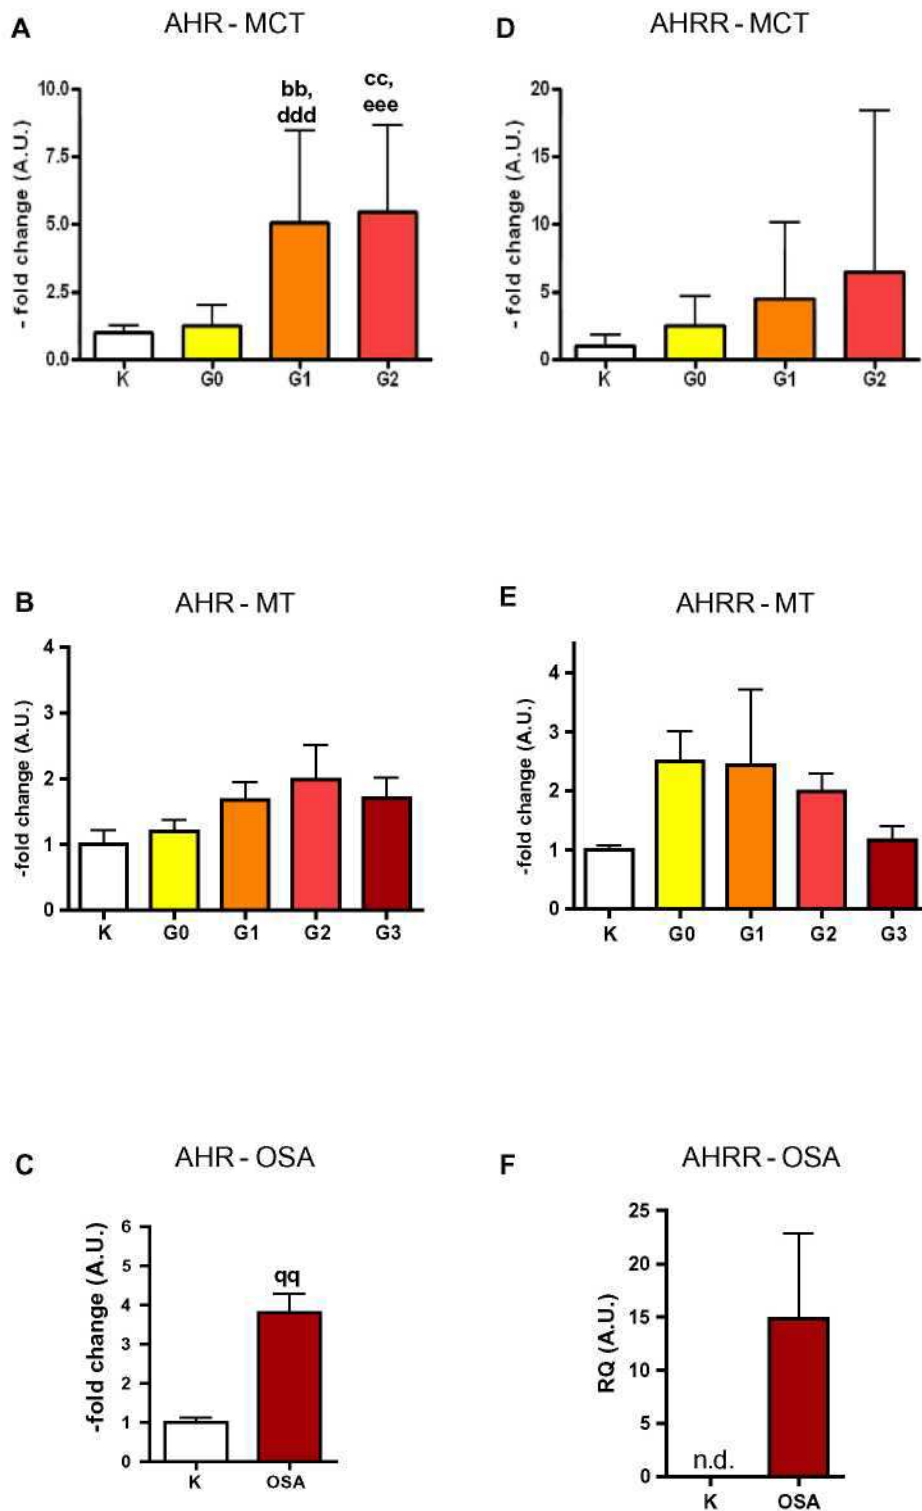 A
AHR - MCT
- fold change (A.U.)
10.0
7.5
5.0
2.5
0.0
bb,
ddd
cc,
eee
K G0 G1 G2
D
AHRR - MCT
- fold change (A.U.)
20
15
10
5
0
K G0 G1 G2
B
AHR - MT
-fold change (A.U.)
4
3
2
1
0
K G0 G1 G2 G3
E
AHRR - MT
-fold change (A.U.)
4
3
2
1
0
K G0 G1 G2 G3
C
AHR - OSA
-fold change (A.U.)
6
5
4
3
2
1
0
qq
K OSA
F
AHRR - OSA
RQ (A.U.)
25
20
15
10
5
0
n.d.
K OSA